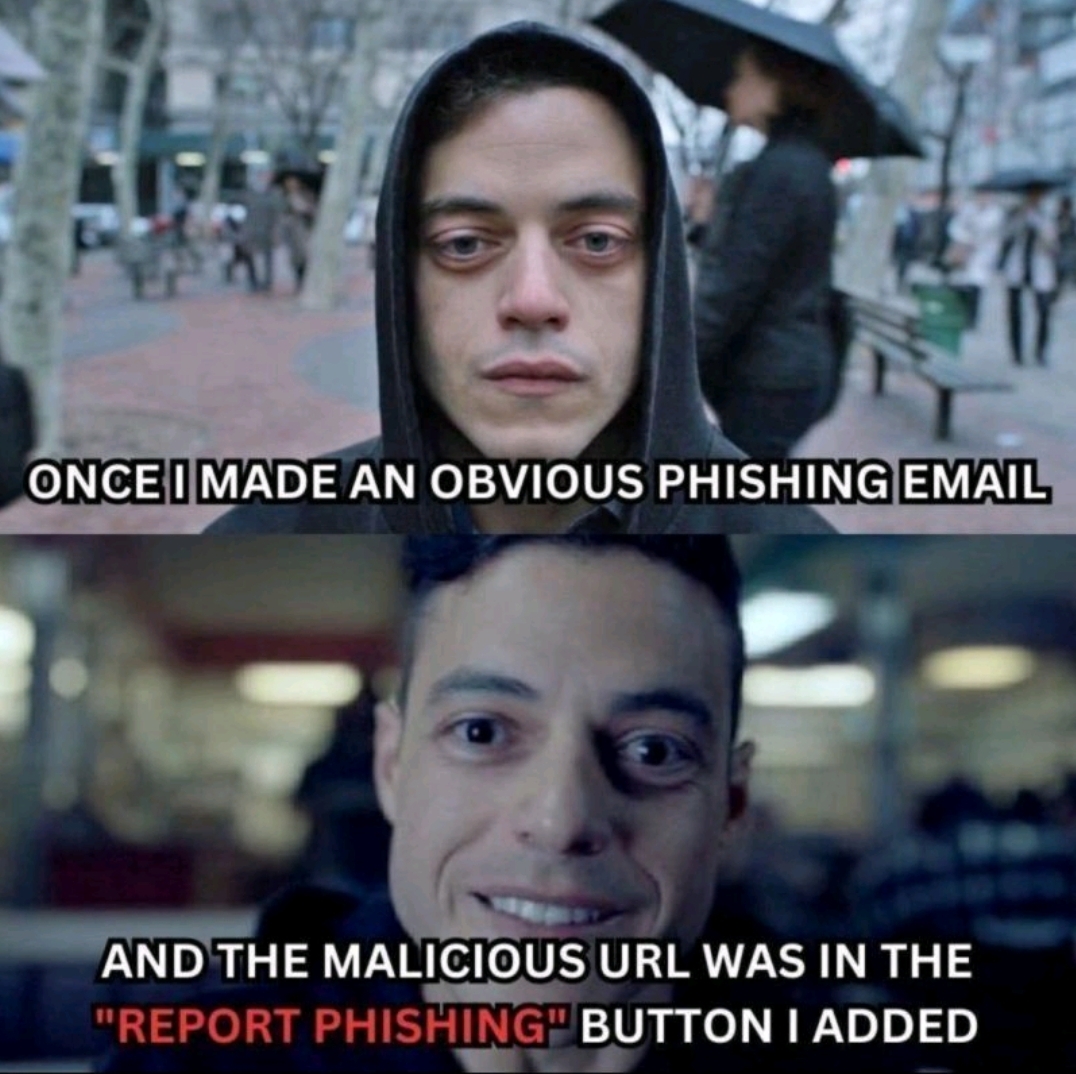 ONCE I MADE AN OBVIOUS PHISHING EMAIL
AND THE MALICIOUS URL WAS IN THE
"REPORT PHISHING" BUTTON I ADDED